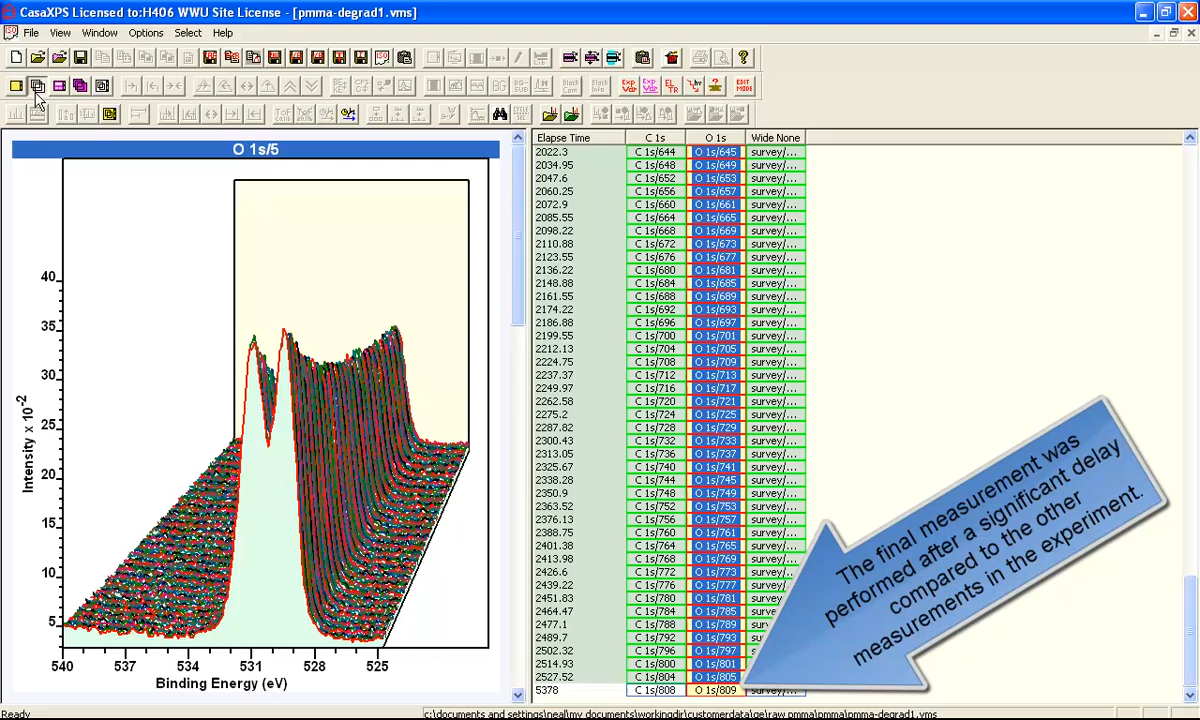 CasaXPS Licensed to:H406 WWU Site License - [pmma-degrad1.vms]
File View Window Options Select Help
O 1s/5
40
35
30
25
20
15
10
5
Intensity x 10-2
540 537 534 531 528 525
Binding Energy (eV)
Elapse Time C 1s O 1s Wide None
2022.3 C 1s/644 O 1s/645 survey/...
2034.95 C 1s/648 O 1s/649 survey/...
2047.6 C 1s/652 O 1s/653 survey/...
2060.25 C 1s/656 O 1s/657 survey/...
2072.9 C 1s/660 O 1s/661 survey/...
2085.55 C 1s/664 O 1s/665 survey/...
2098.22 C 1s/668 O 1s/669 survey/...
2110.88 C 1s/672 O 1s/673 survey/...
2123.55 C 1s/676 O 1s/677 survey/...
2136.22 C 1s/680 O 1s/681 survey/...
2148.88 C 1s/684 O 1s/685 survey/...
2161.55 C 1s/688 O 1s/689 survey/...
2174.22 C 1s/692 O 1s/693 survey/...
2186.88 C 1s/696 O 1s/697 survey/...
2199.55 C 1s/700 O 1s/701 survey/...
2212.13 C 1s/704 O 1s/705 survey/...
2224.75 C 1s/708 O 1s/709 survey/...
2237.37 C 1s/712 O 1s/713 survey/...
2249.97 C 1s/716 O 1s/717 survey/...
2262.58 C 1s/720 O 1s/721 survey/...
2275.2 C 1s/724 O 1s/725 survey/...
2287.82 C 1s/728 O 1s/729 survey/...
2300.43 C 1s/732 O 1s/733 survey/...
2313.05 C 1s/736 O 1s/737 survey/...
2325.67 C 1s/740 O 1s/741 survey/...
2338.28 C 1s/744 O 1s/745 survey/...
2350.9 C 1s/748 O 1s/749 survey/...
2363.52 C 1s/752 O 1s/753 survey/...
2376.13 C 1s/756 O 1s/757 survey/...
2388.75 C 1s/760 O 1s/761 survey/...
2401.38 C 1s/764 O 1s/765 survey/...
2413.98 C 1s/768 O 1s/769 survey/...
2426.6 C 1s/772 O 1s/773 survey/...
2439.22 C 1s/776 O 1s/777 survey/...
2451.83 C 1s/780 O 1s/781 survey/
2464.47 C 1s/784 O 1s/785 survey/
2477.1 C 1s/788 O 1s/789 survey/
2489.7 C 1s/792 O 1s/793 survey
2502.32 C 1s/796 O 1s/797 surve
2514.93 C 1s/800 O 1s/801 surv
2527.52 C 1s/804 O 1s/805 surv
5378 C 1s/808 O 1s/809 survey/...
The final measurement was
performed after a significant delay
compared to the other
measurements in the experiment.
Ready c:\documents and settings\neal\my documents\workingdir\customerdata\ge\raw pmma\pmma\pmma-degrad1.vms